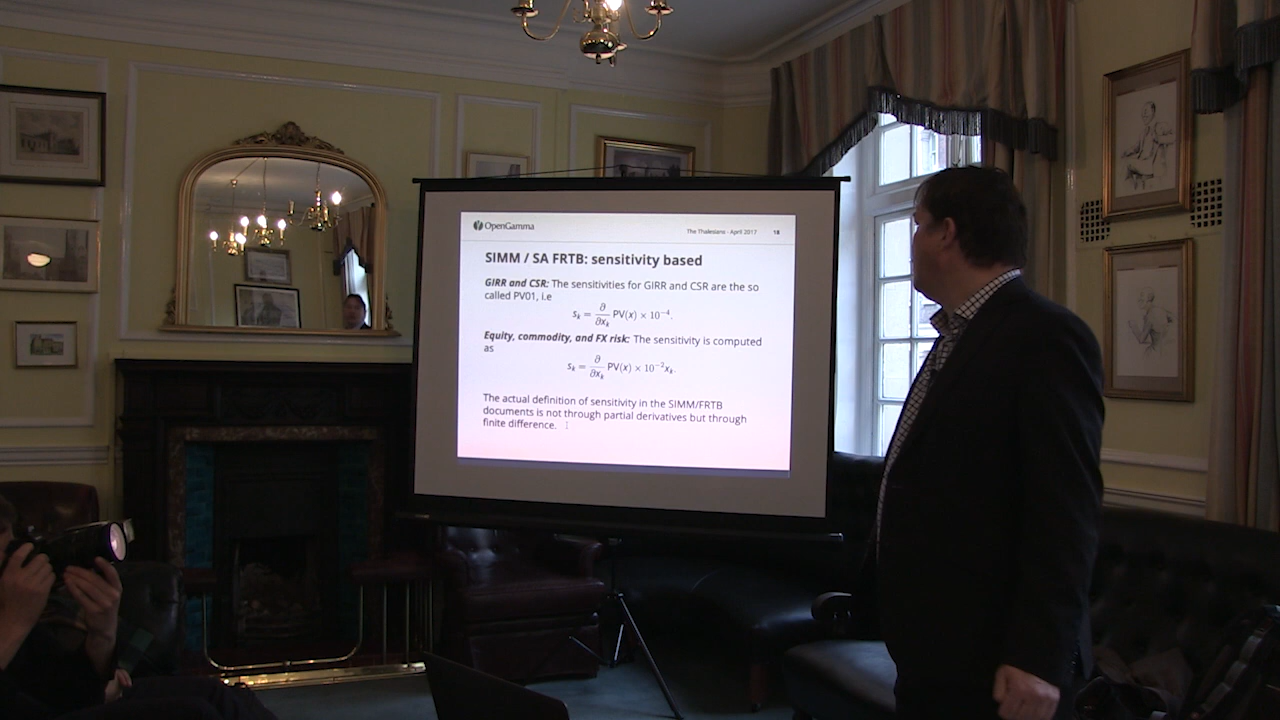 OpenGamma
The Thalesians - April 2017 18
SIMM / SA FRTB: sensitivity based
GIRR and CSR: The sensitivities for GIRR and CSR are the so
called PV01, i.e
s_k = ∂/∂x_k PV(x) × 10^{-4}.
Equity, commodity, and FX risk: The sensitivity is computed
as
s_k = ∂/∂x_k PV(x) × 10^{-2}x_k.
The actual definition of sensitivity in the SIMM/FRTB
documents is not through partial derivatives but through
finite difference.